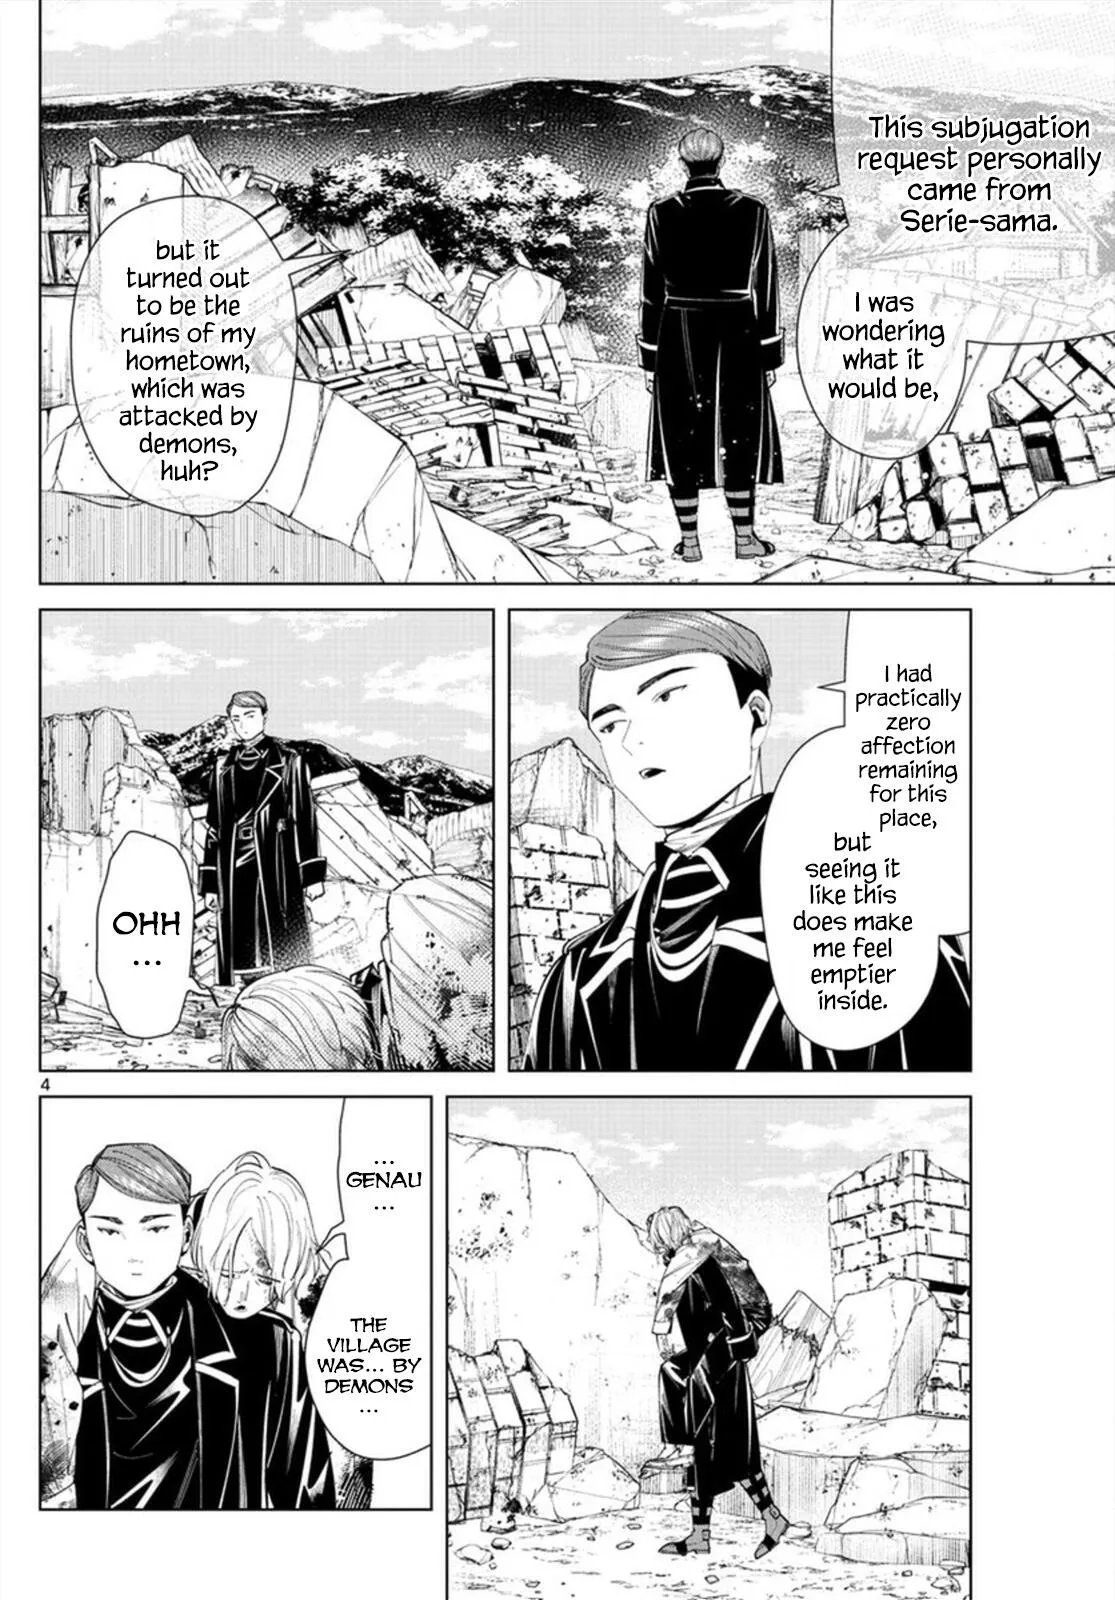 This subjugation
request personally
came from
Serie-sama.
I was
wondering
what it
would be,
but it
turned out
to be the
ruins of my
hometown,
which was
attacked by
demons,
huh?
I had
practically
zero
affection
remaining
for this
place,
but
seeing it
like this
does make
me feel
emptier
inside.
OHH
...
4
...
GENAU
...
THE
VILLAGE
WAS... BY
DEMONS
...